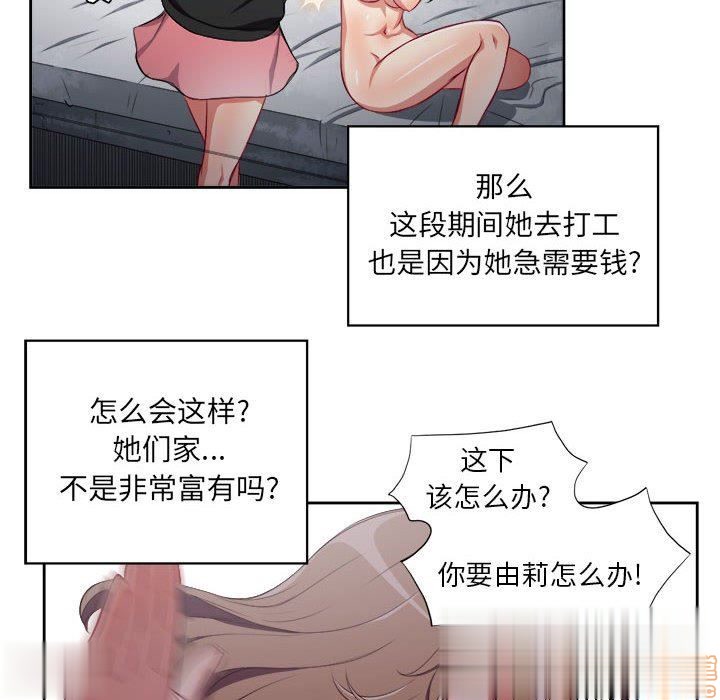 那么
这段期间她去打工
也是因为她急需要钱?
怎么会这样?
她们家...
不是非常富有吗?
这下
该怎么办?
你要由莉怎么办!